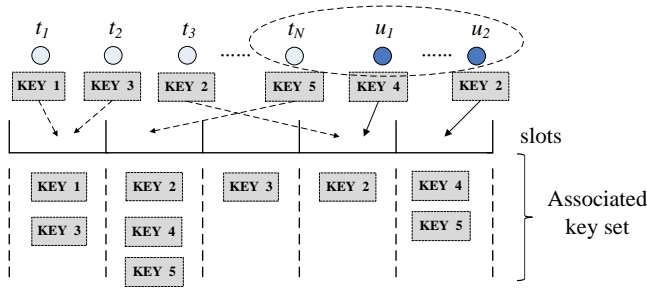 t1 t2 t3 ...... tN u1 ...... u2
KEY 1 KEY 3 KEY 2 KEY 5 KEY 4 KEY 2
slots
KEY 1 KEY 2 KEY 3 KEY 2 KEY 4
KEY 3 KEY 4 KEY 5
KEY 5
Associated
key set